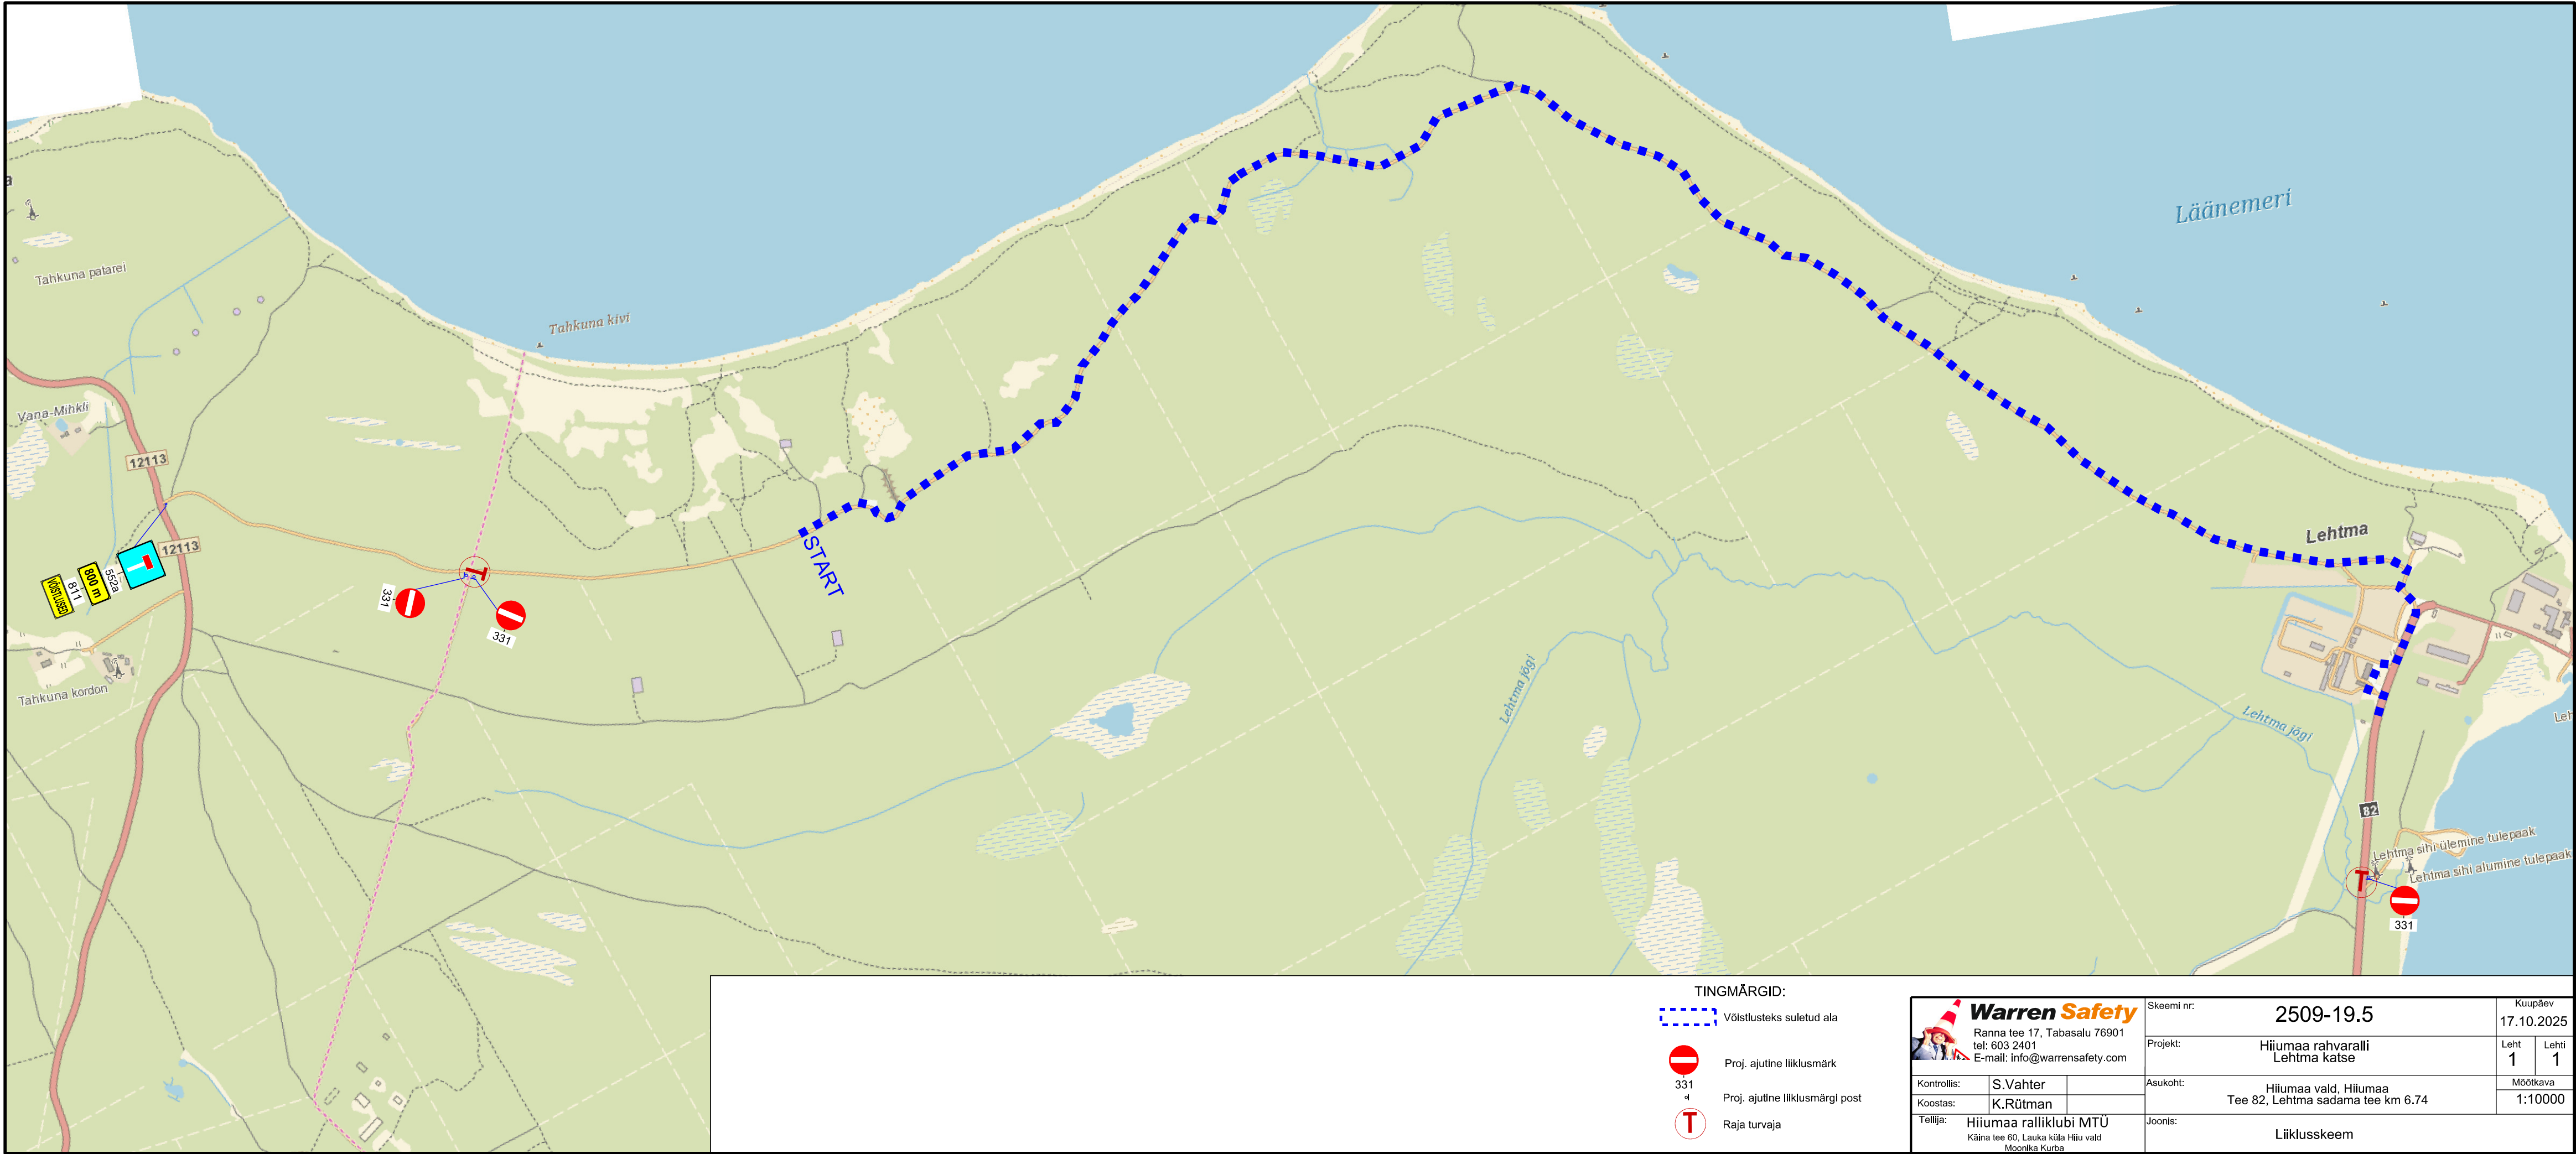 Läänemeri
Tahkuna patarei
Tahkuna kivi
Vana-Mihkli
12113
12113
VÕISTLUSED
811
800 m
552a
331
331
START
Tahkuna kordon
Lehtma
Lehtma jõgi
Lehtma jõgi
Leh
82
Lehtma sihi ülemine tulepaak
Lehtma sihi alumine tulepaak
T
T
331
TINGMÄRGID:
Võistlusteks suletud ala
Proj. ajutine liiklusmärk
331
Proj. ajutine liiklusmärgi post
T
Raja turvaja
Warren Safety
Ranna tee 17, Tabasalu 76901
tel: 603 2401
E-mail: info@warrensafety.com
Skeemi nr:
2509-19.5
Kuupäev
17.10.2025
Projekt:
Hiiumaa rahvaralli
Lehtma katse
Leht
1
Lehti
1
Kontrollis:
S.Vahter
Koostas:
K.Rütman
Asukoht:
Hiiumaa vald, Hiiumaa
Tee 82, Lehtma sadama tee km 6.74
Mõõtkava
1:10000
Tellija:
Hiiumaa ralliklubi MTÜ
Käina tee 60, Lauka küla Hiiu vald
Moonika Kurba
Joonis:
Liiklusskeem